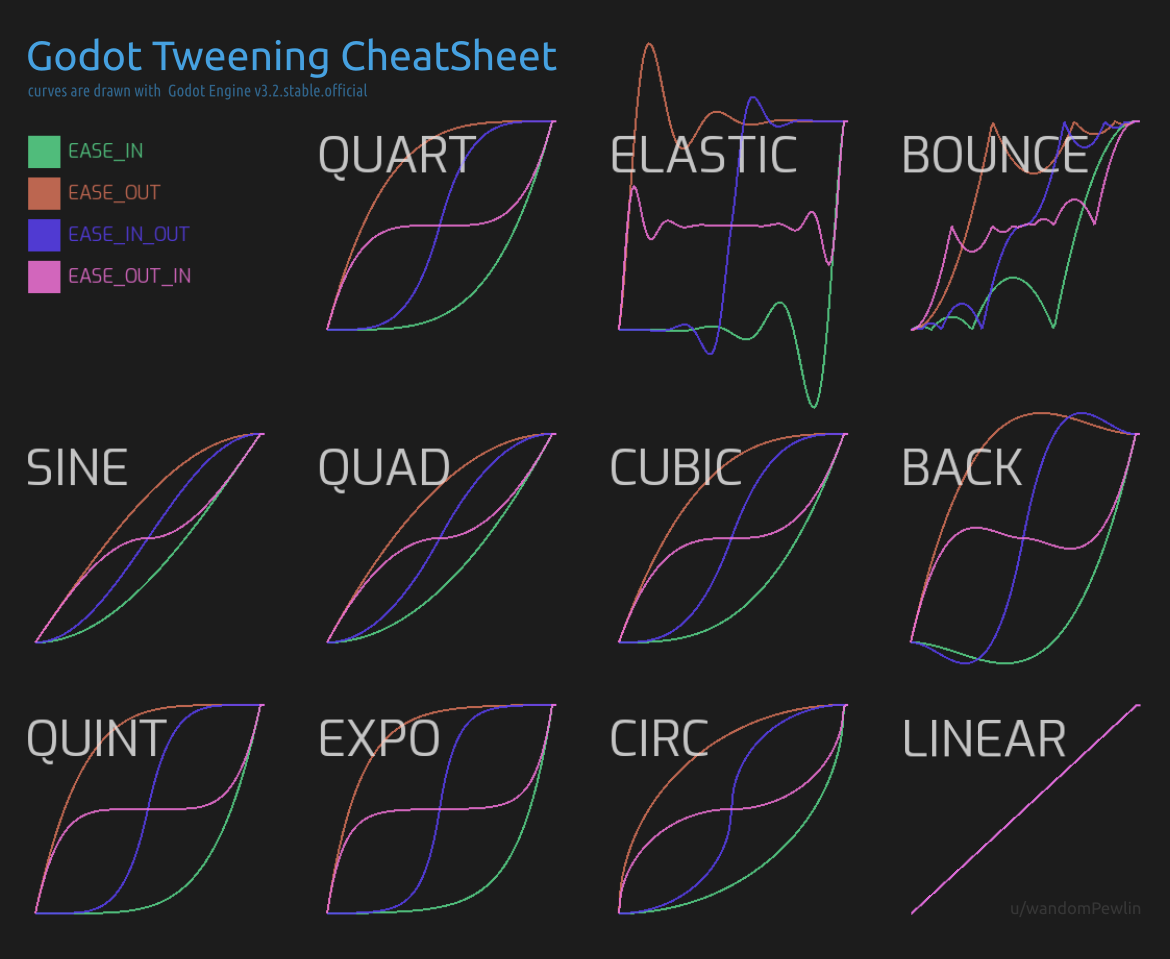 Godot Tweening CheatSheet
curves are drawn with Godot Engine v3.2.stable.official
EASE_IN
EASE_OUT
EASE_IN_OUT
EASE_OUT_IN
QUART
ELASTIC
BOUNCE
SINE
QUAD
CUBIC
BACK
QUINT
EXPO
CIRC
LINEAR
u/wandomPewlin